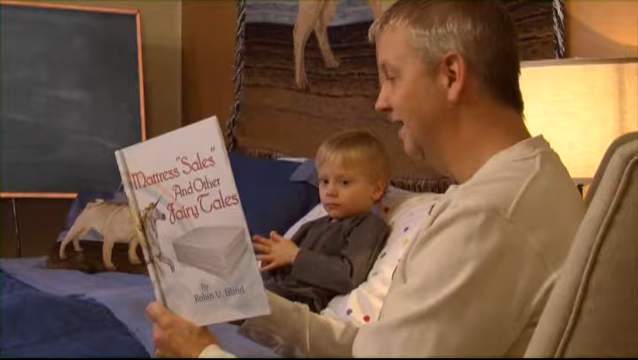 Mattress "Sales"
And Other
Fairy Tales
By
Robin U. Blind